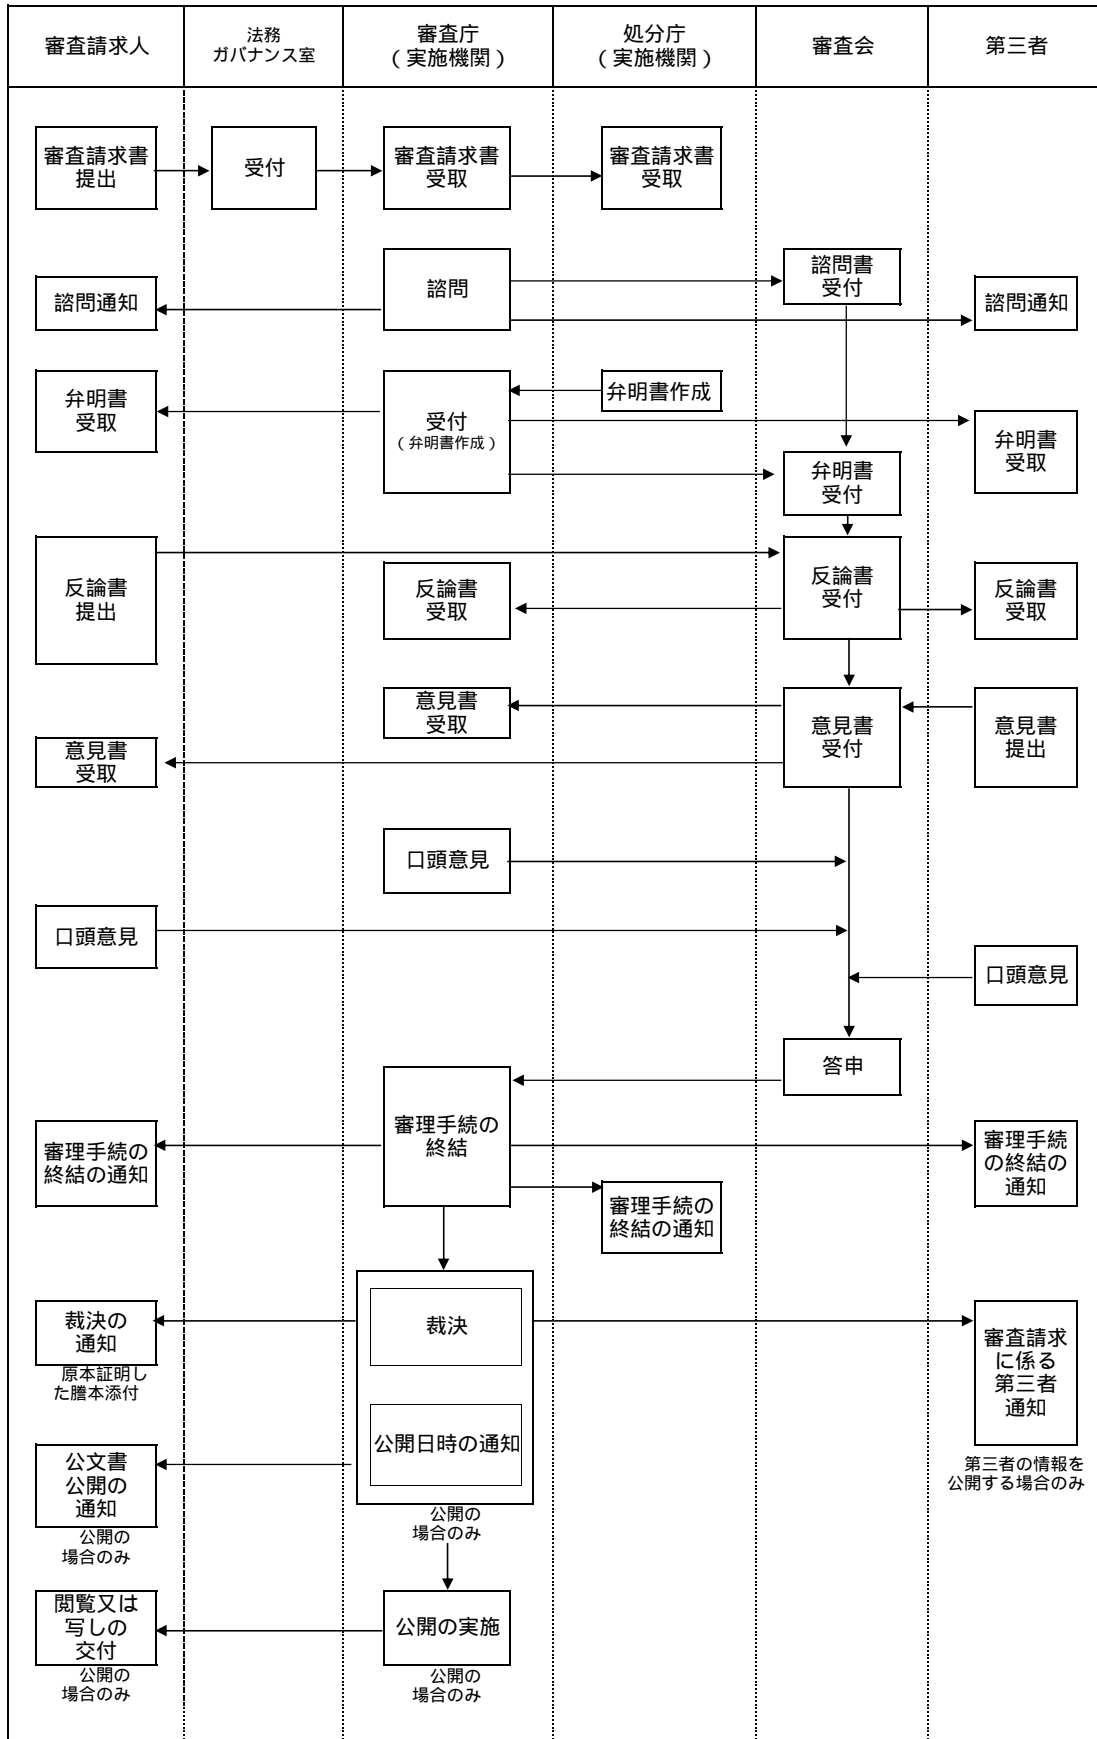 審査請求人
法務
ガバナンス室
審査庁
（実施機関）
処分庁
（実施機関）
審査会
第三者
審査請求書
提出
受付
審査請求書
受取
審査請求書
受取
諮問
諮問書
受付
諮問通知
諮問通知
弁明書
受取
受付
（弁明書作成）
弁明書作成
弁明書
受取
弁明書
受付
反論書
提出
反論書
受取
反論書
受付
反論書
受取
意見書
受取
意見書
受付
意見書
提出
意見書
受取
口頭意見
口頭意見
口頭意見
答申
審理手続の
終結
審理手続の
終結の通知
審理手続
の終結の
通知
審理手続の
終結の通知
裁決の
通知
原本証明し
た謄本添付
裁決
審査請求
に係る
第三者
通知
第三者の情報を
公開する場合のみ
公開日時の通知
公開の
場合のみ
公文書
公開の
通知
公開の
場合のみ
閲覧又は
写しの
交付
公開の
場合のみ
公開の実施
公開の
場合のみ